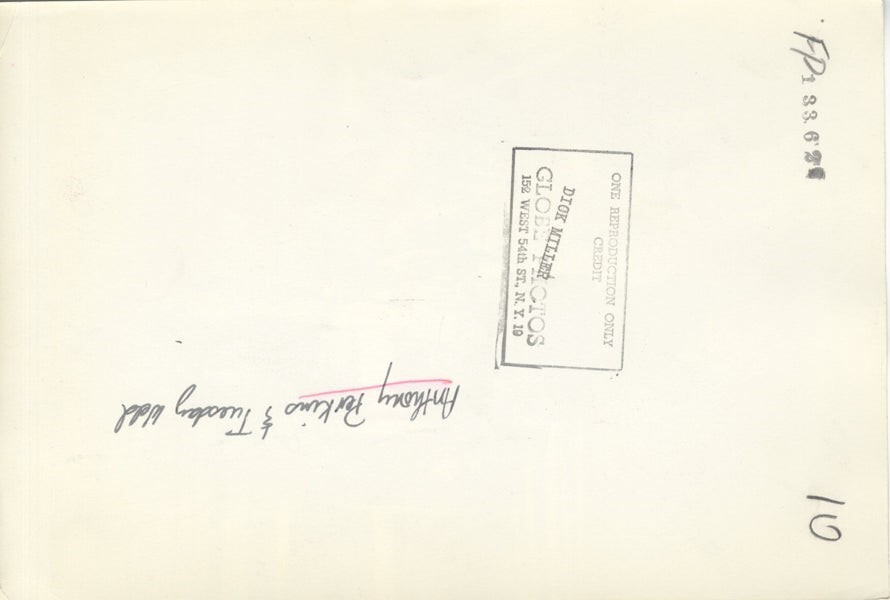 FP1 33.6
ONE REPRODUCTION ONLY
CREDIT
DICK MILLER
GLOBE PHOTOS
152 WEST 54th ST., N. Y. 19
Anthony Perkins & Tuesday Weld
10